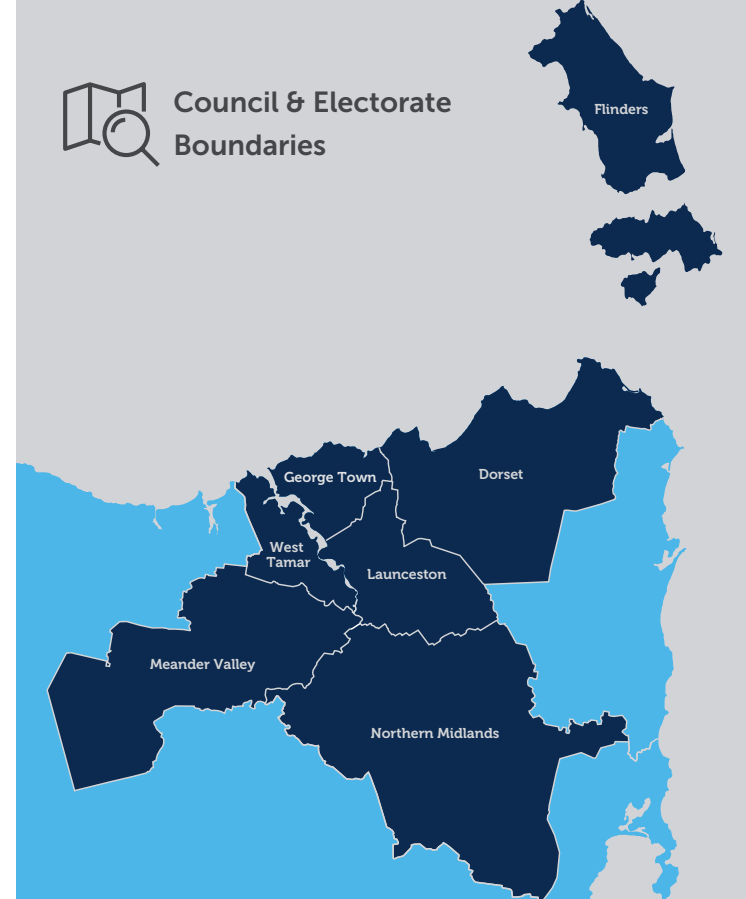 Council & Electorate
Boundaries
Flinders
George Town
Dorset
West
Tamar
Launceston
Meander Valley
Northern Midlands